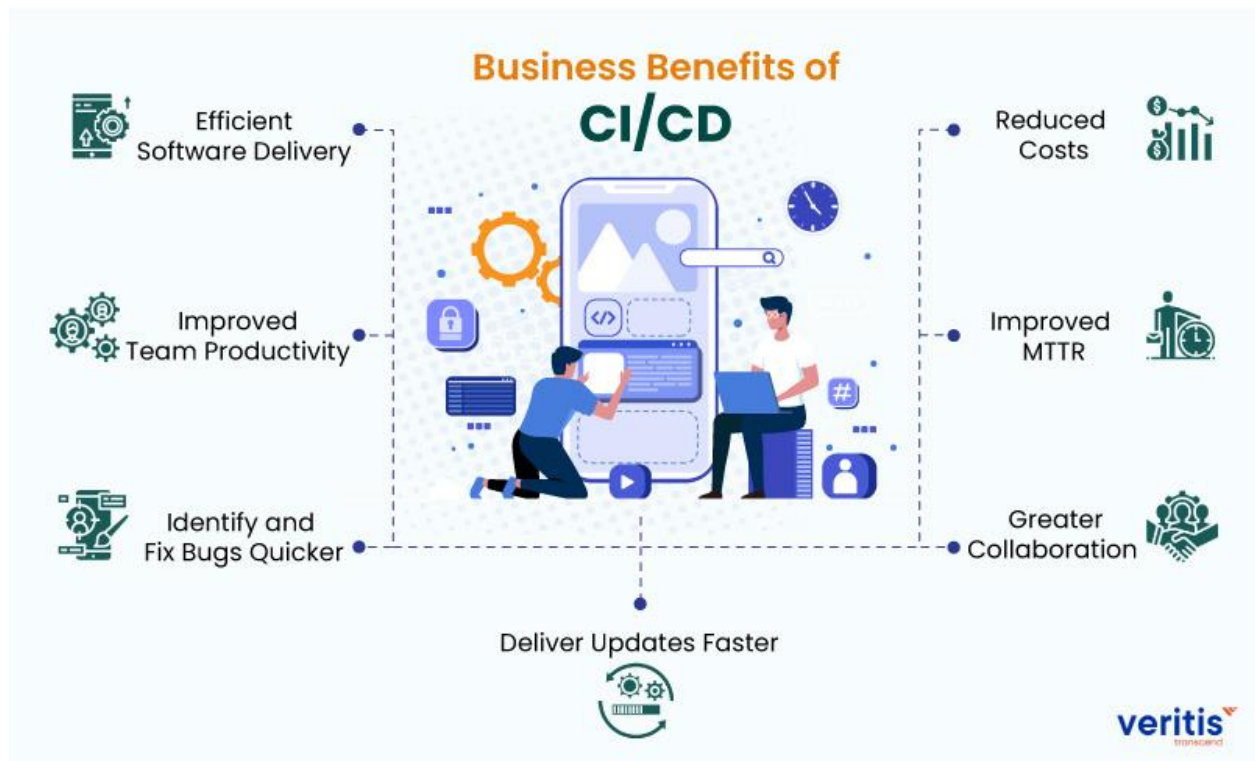 Business Benefits of
CI/CD
Efficient
Software Delivery
Improved
Team Productivity
Identify and
Fix Bugs Quicker
Reduced
Costs
Improved
MTTR
Greater
Collaboration
Deliver Updates Faster
</>
#
$
$
veritis
transcend